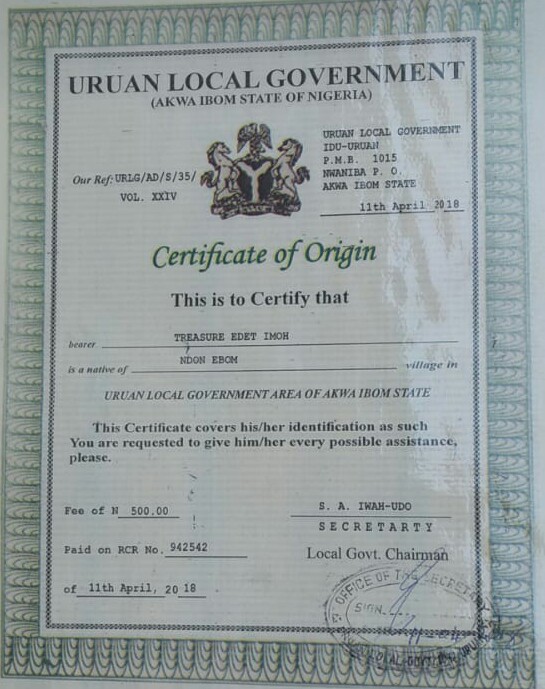 URUAN LOCAL GOVERNMENT
(AKWA IBOM STATE OF NIGERIA)
URUAN LOCAL GOVERNMENT
IDU-URUAN
P.M.B. 1015
NWANIBA P. O.
AKWA IBOM STATE
11th April 2018
Our Ref: URLG/AD/S/35/
VOL. XXIV
Certificate of Origin
This is to Certify that
bearer TREASURE EDET IMOH
is a native of NDON EBOM village in
URUAN LOCAL GOVERNMENT AREA OF AKWA IBOM STATE
This Certificate covers his/her identification as such
You are requested to give him/her every possible assistance,
please.
Fee of N 500.00
S. A. IWAH-UDO
SECRETARTY
Paid on RCR No. 942542
Local Govt. Chairman
of 11th April, 20 18
OFFICE OF THE SECRETARY
SIGN.